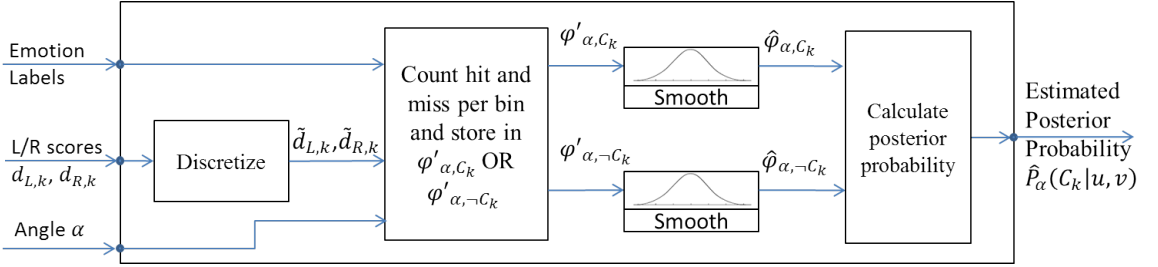 Emotion
Labels
L/R scores
d_{L,k}, d_{R,k}
Angle α
Discretize
d̃_{L,k}, d̃_{R,k}
Count hit and
miss per bin
and store in
φ'_{α,C_k} OR
φ'_{α,¬C_k}
φ'_{α,C_k}
Smooth
φ̂_{α,C_k}
φ'_{α,¬C_k}
Smooth
φ̂_{α,¬C_k}
Calculate
posterior
probability
Estimated
Posterior
Probability
P̂_α(C_k|u, v)